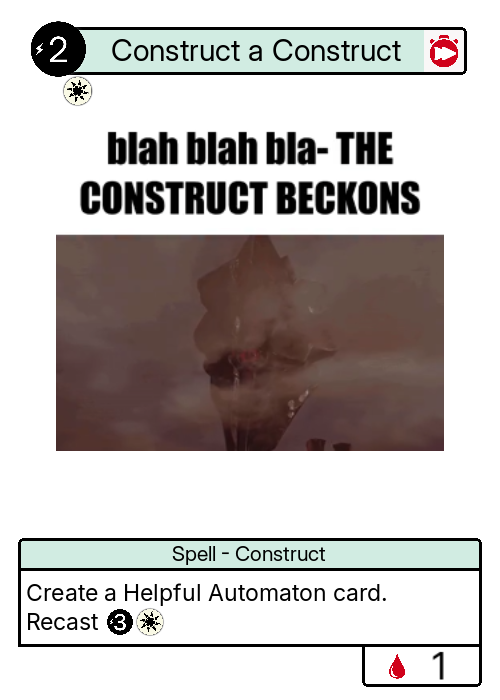 2 Construct a Construct
blah blah bla- THE
CONSTRUCT BECKONS
Spell - Construct
Create a Helpful Automaton card.
Recast 3
1